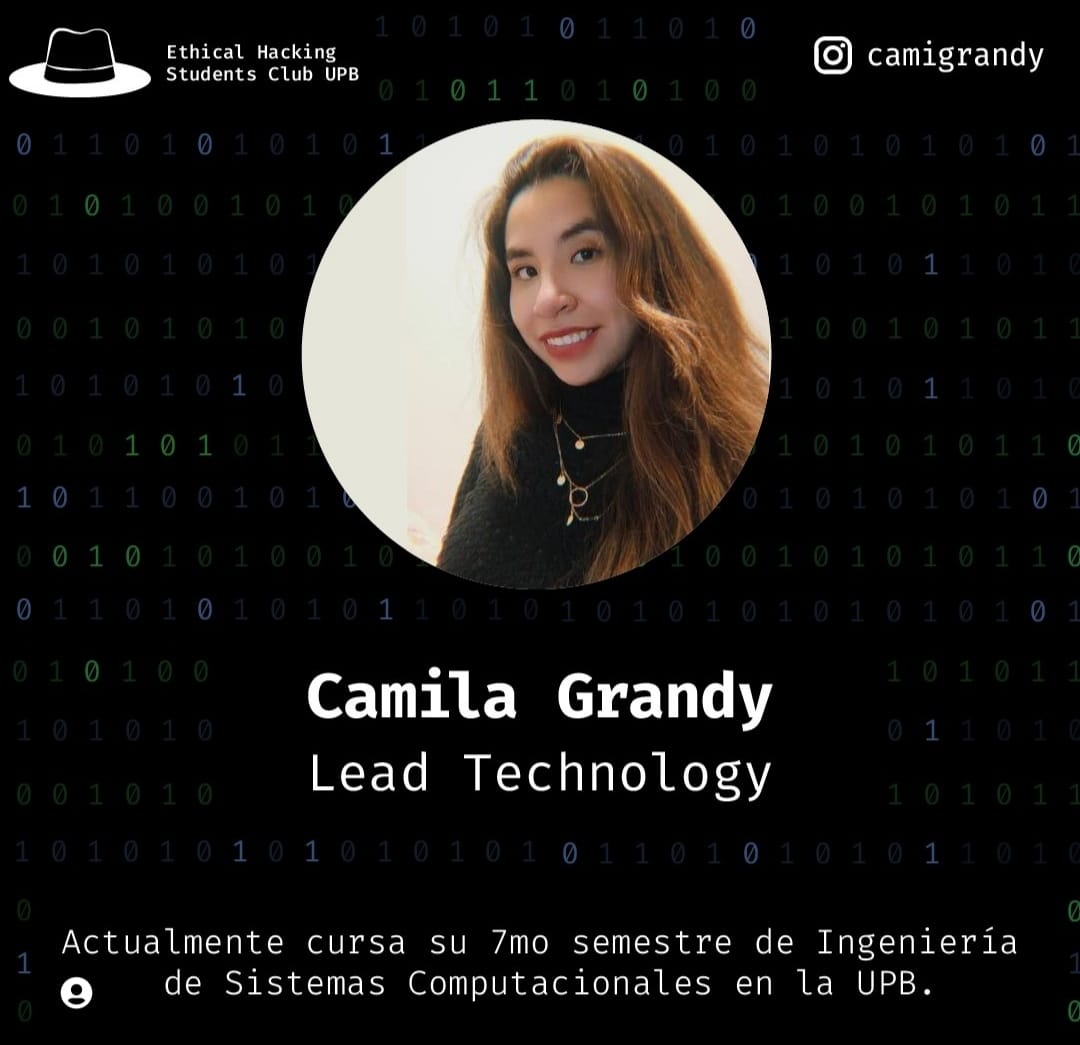 Ethical Hacking
Students Club UPB
camigrandy
Camila Grandy
Lead Technology
Actualmente cursa su 7mo semestre de Ingeniería
de Sistemas Computacionales en la UPB.